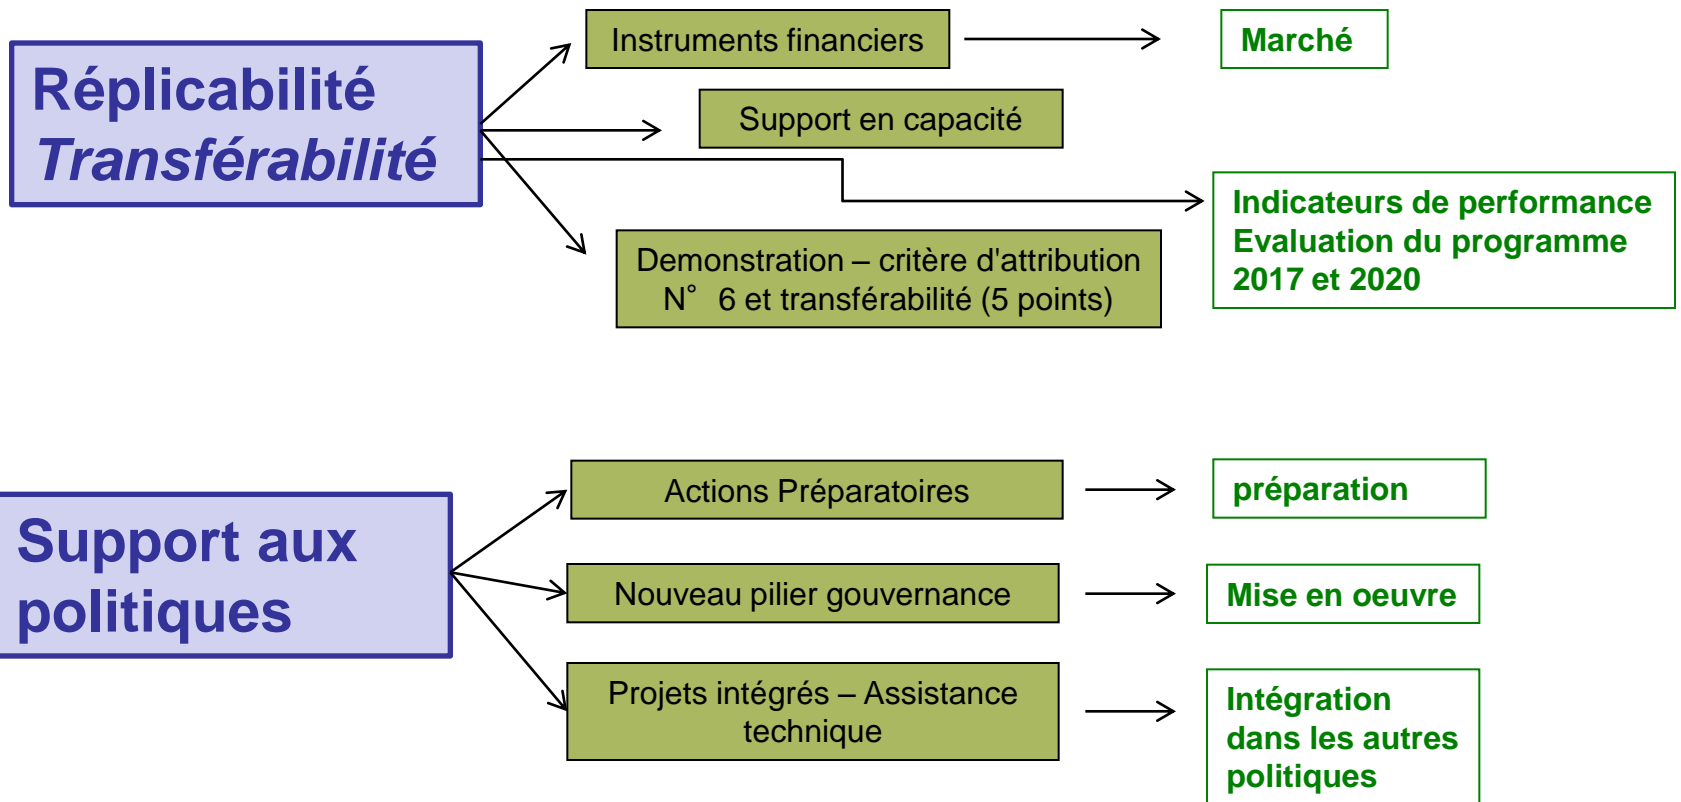 Réplicabilité
Transférabilité
Instruments financiers
Marché
Support en capacité
Indicateurs de performance
Evaluation du programme
2017 et 2020
Demonstration – critère d'attribution
N° 6 et transférabilité (5 points)
Support aux
politiques
Actions Préparatoires
préparation
Nouveau pilier gouvernance
Mise en oeuvre
Projets intégrés – Assistance
technique
Intégration
dans les autres
politiques